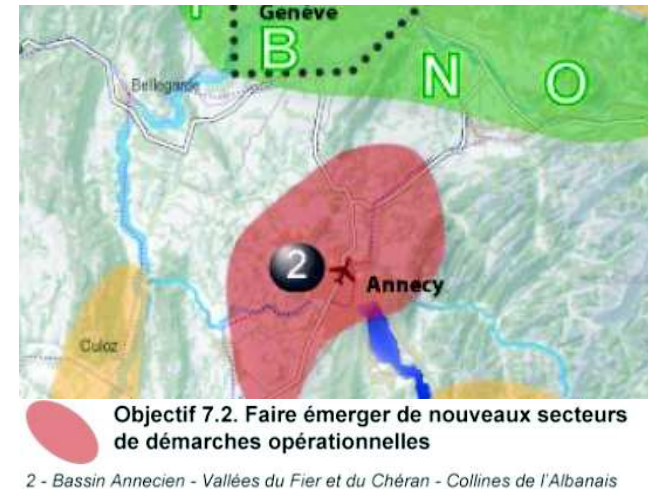 Genève
B
N
O
Bellegarde
2
Annecy
Culoz
Objectif 7.2. Faire émerger de nouveaux secteurs
de démarches opérationnelles
2 - Bassin Annecien - Vallées du Fier et du Chéran - Collines de l'Albanais